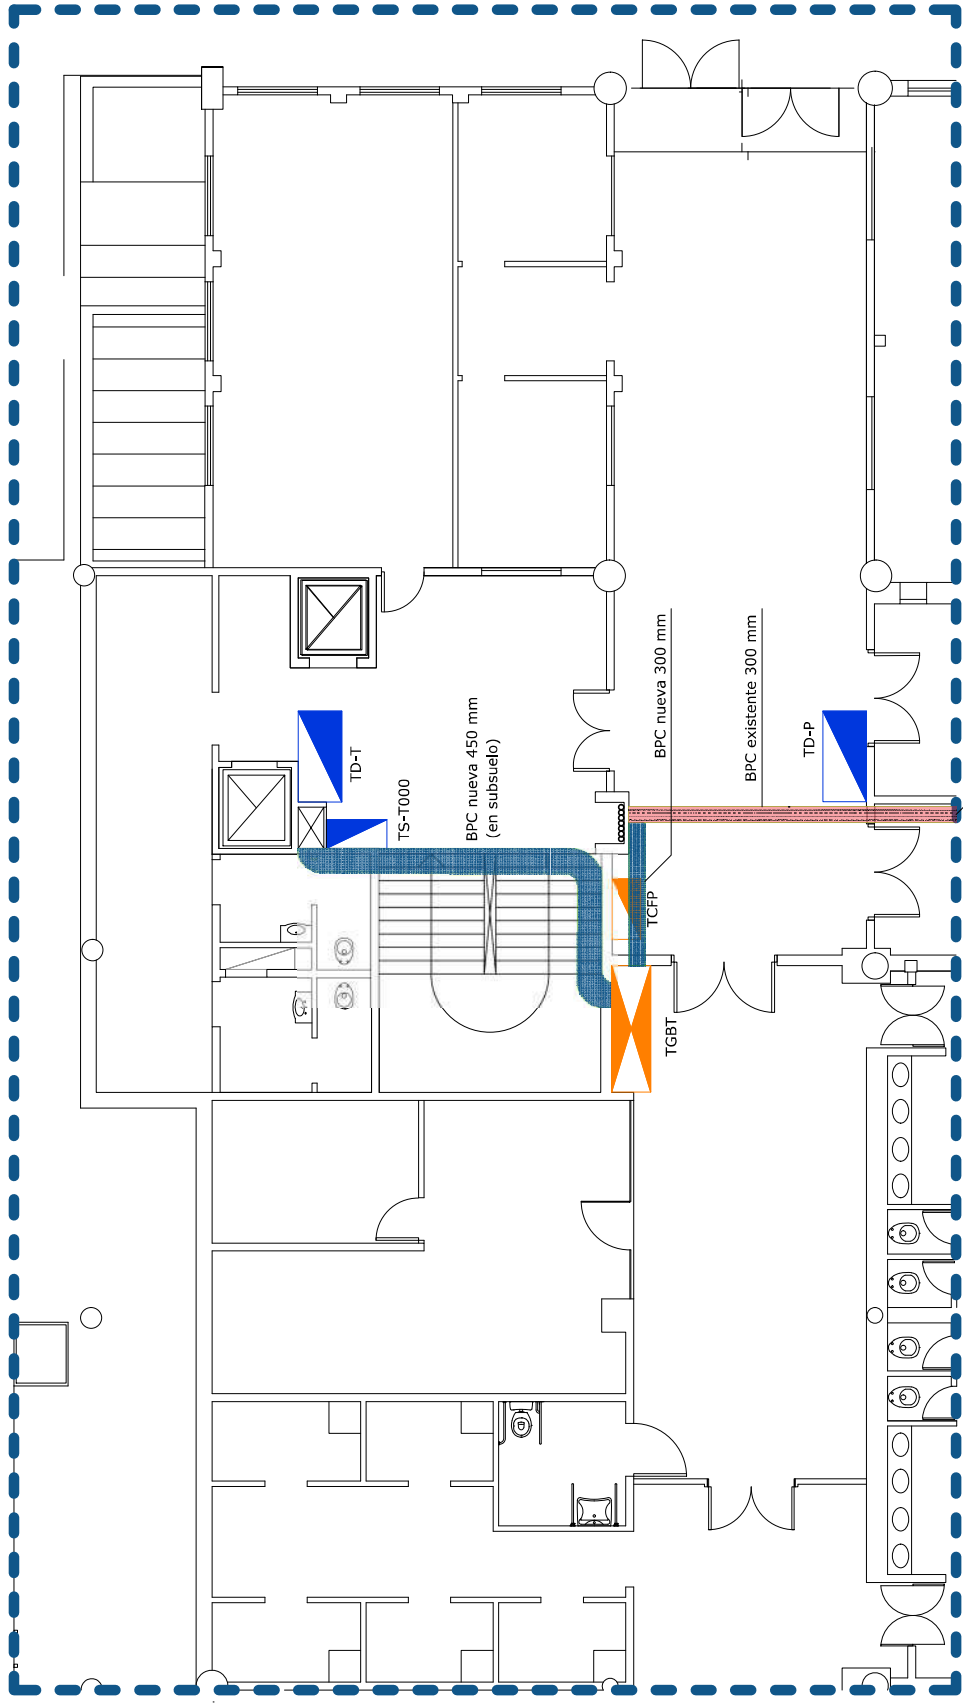 BPC nueva 300 mm
BPC existente 300 mm
TD-P
TD-T
TS-T000
BPC nueva 450 mm
(en subsuelo)
TCFP
TGBT